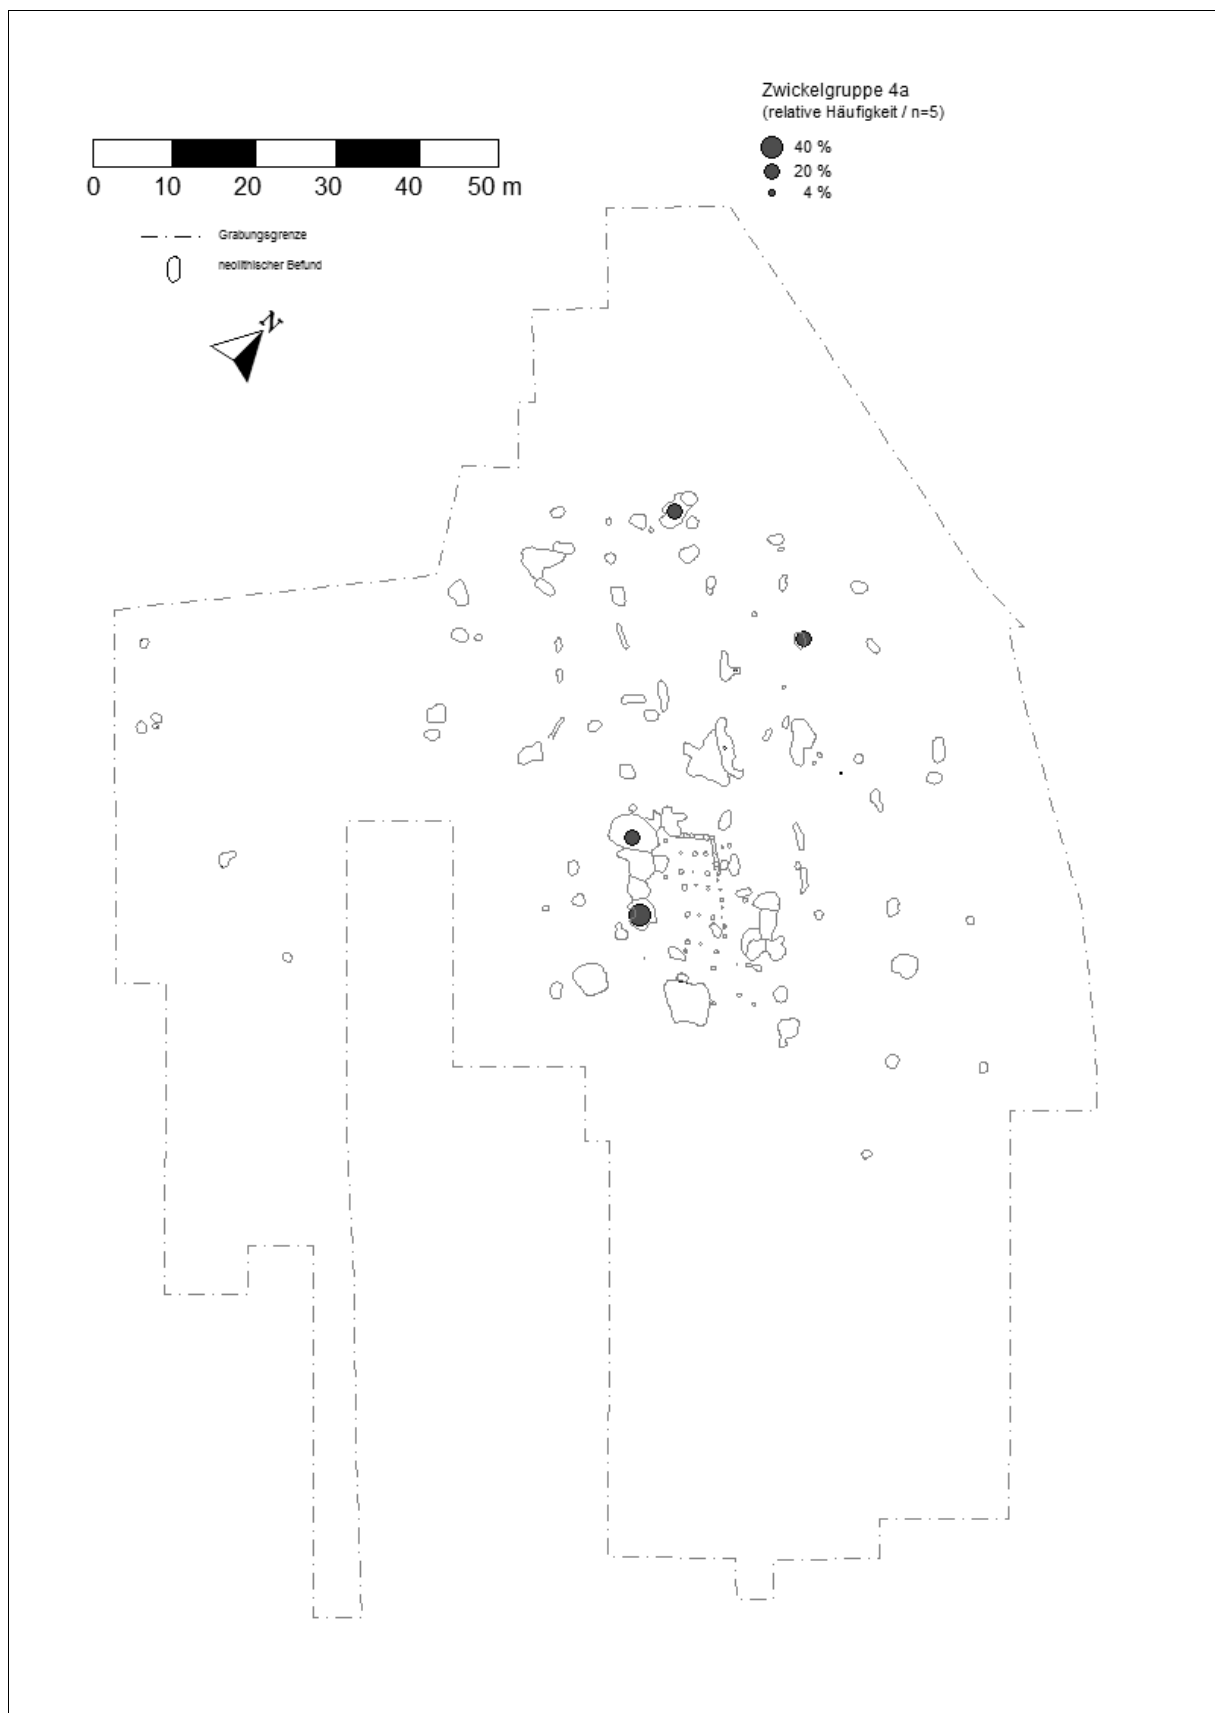 Zwickelgruppe 4a
(relative Häufigkeit / n=5)
40 %
20 %
4 %
0 10 20 30 40 50 m
Grabungsgrenze
neolithischer Befund
N